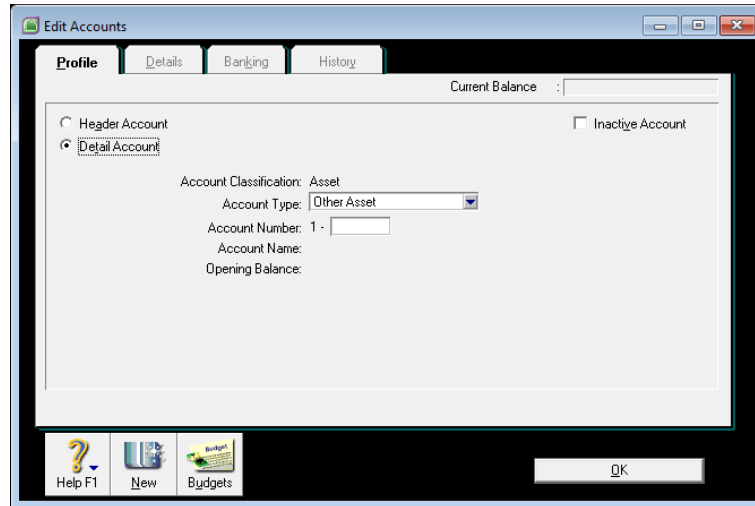 Edit Accounts
Profile Details Banking History
Current Balance :
Header Account Inactive Account
Detail Account
Account Classification: Asset
Account Type: Other Asset
Account Number: 1 -
Account Name:
Opening Balance:
Budget
Help F1 New Budgets OK